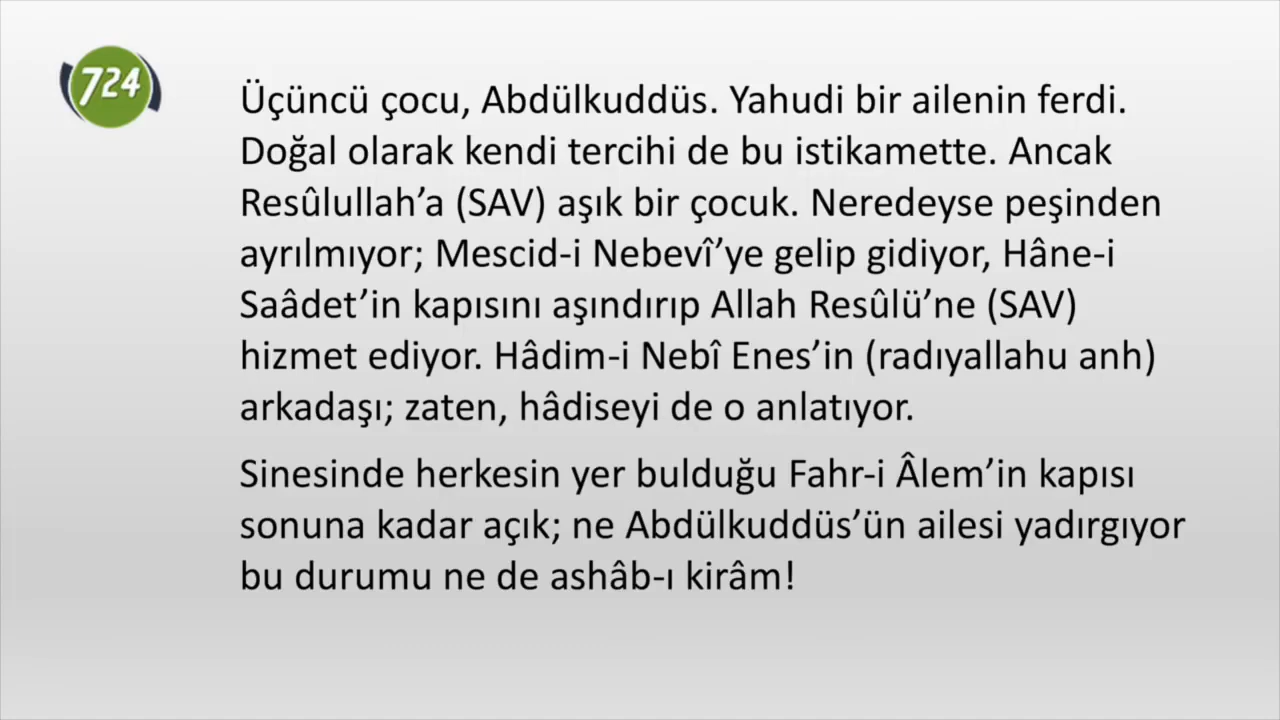 724
Üçüncü çocu, Abdülkuddüs. Yahudi bir ailenin ferdi.
Doğal olarak kendi tercihi de bu istikamette. Ancak
Resûlullah’a (SAV) aşık bir çocuk. Neredeyse peşinden
ayrılmıyor; Mescid-i Nebevî’ye gelip gidiyor, Hâne-i
Saâdet’in kapısını aşındırıp Allah Resûlü’ne (SAV)
hizmet ediyor. Hâdim-i Nebî Enes’in (radıyallahu anh)
arkadaşı; zaten, hâdiseyi de o anlatıyor.
Sinesinde herkesin yer bulduğu Fahr-i Âlem’in kapısı
sonuna kadar açık; ne Abdülkuddüs’ün ailesi yadırgıyor
bu durumu ne de ashâb-ı kirâm!